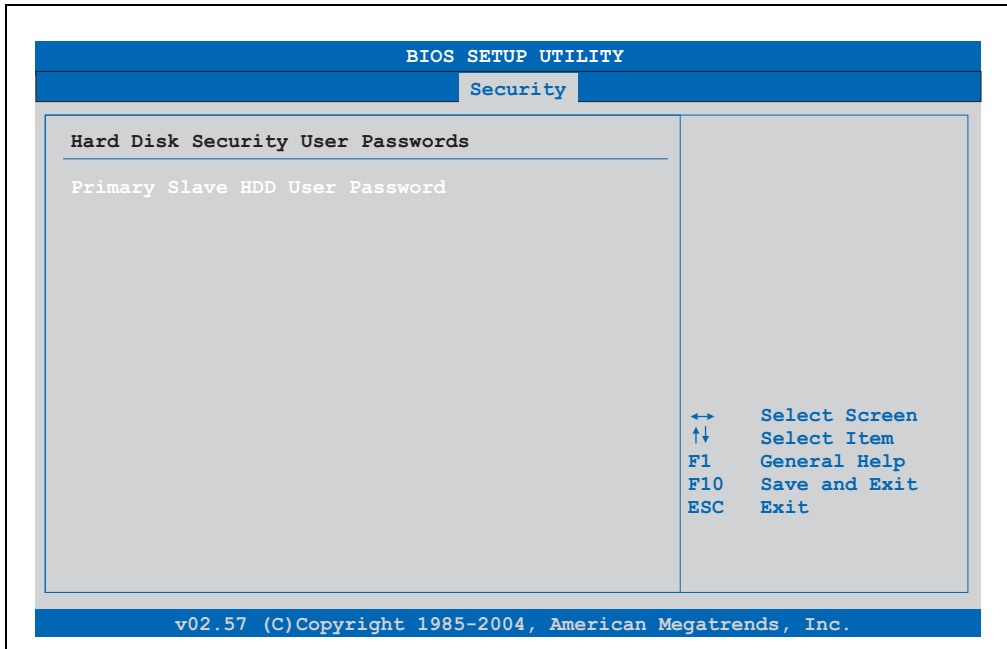 BIOS SETUP UTILITY
Security
Hard Disk Security User Passwords
Primary Slave HDD User Password
↔ Select Screen
↑↓ Select Item
F1 General Help
F10 Save and Exit
ESC Exit
v02.57 (C)Copyright 1985-2004, American Megatrends, Inc.